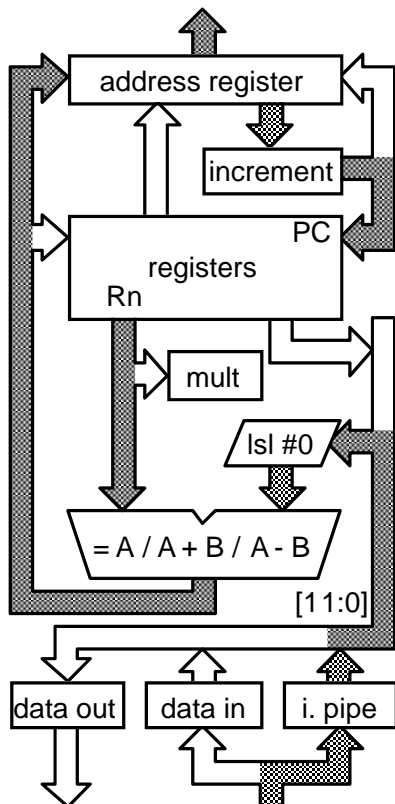 address register
increment
PC
registers
Rn
mult
lsl #0
= A / A + B / A - B
[11:0]
data out
data in
i. pipe